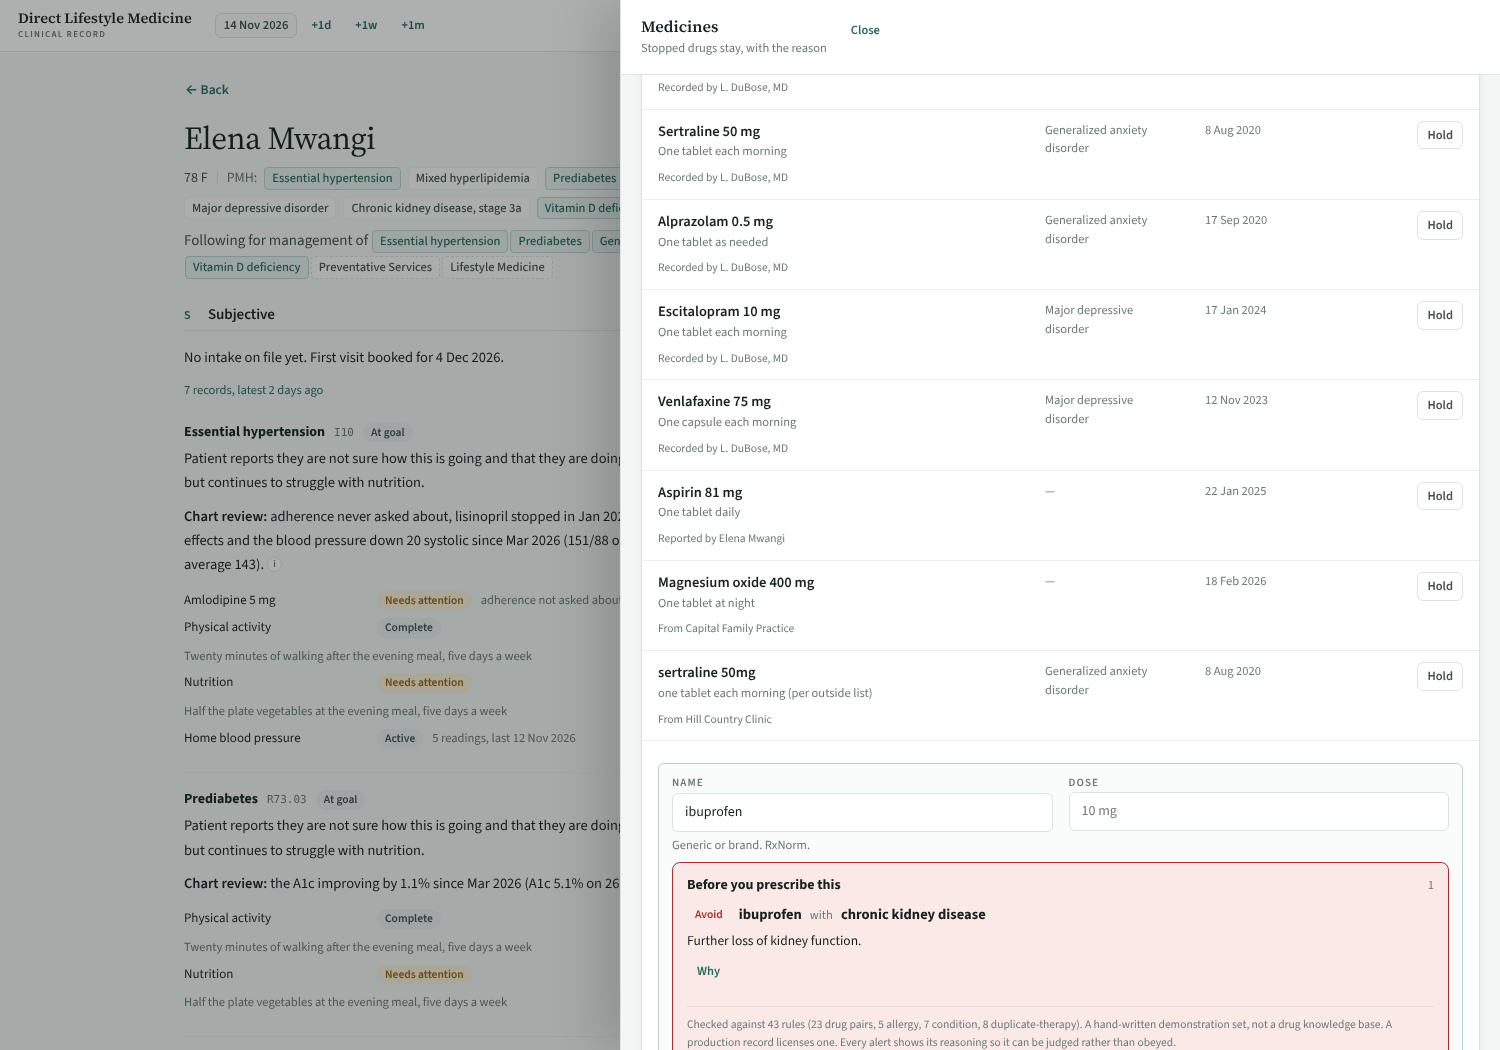 Direct Lifestyle Medicine
CLINICAL RECORD
14 Nov 2026
+1d
+1w
+1m
← Back
Elena Mwangi
78 F | PMH: Essential hypertension Mixed hyperlipidemia Prediabetes
Major depressive disorder Chronic kidney disease, stage 3a Vitamin D defi
Following for management of Essential hypertension Prediabetes Gen
Vitamin D deficiency Preventative Services Lifestyle Medicine
S Subjective
No intake on file yet. First visit booked for 4 Dec 2026.
7 records, latest 2 days ago
Essential hypertension I10 At goal
Patient reports they are not sure how this is going and that they are doing
but continues to struggle with nutrition.
Chart review: adherence never asked about, lisinopril stopped in Jan 202
effects and the blood pressure down 20 systolic since Mar 2026 (151/88 o
average 143). i
Amlodipine 5 mg Needs attention adherence not asked about
Physical activity Complete
Twenty minutes of walking after the evening meal, five days a week
Nutrition Needs attention
Half the plate vegetables at the evening meal, five days a week
Home blood pressure Active 5 readings, last 12 Nov 2026
Prediabetes R73.03 At goal
Patient reports they are not sure how this is going and that they are doing
but continues to struggle with nutrition.
Chart review: the A1c improving by 1.1% since Mar 2026 (A1c 5.1% on 26
Physical activity Complete
Twenty minutes of walking after the evening meal, five days a week
Nutrition Needs attention
Half the plate vegetables at the evening meal, five days a week
Medicines
Stopped drugs stay, with the reason
Close
Recorded by L. DuBose, MD
Sertraline 50 mg
One tablet each morning
Recorded by L. DuBose, MD
Generalized anxiety
disorder
8 Aug 2020
Hold
Alprazolam 0.5 mg
One tablet as needed
Recorded by L. DuBose, MD
Generalized anxiety
disorder
17 Sep 2020
Hold
Escitalopram 10 mg
One tablet each morning
Recorded by L. DuBose, MD
Major depressive
disorder
17 Jan 2024
Hold
Venlafaxine 75 mg
One capsule each morning
Recorded by L. DuBose, MD
Major depressive
disorder
12 Nov 2023
Hold
Aspirin 81 mg
One tablet daily
Reported by Elena Mwangi
—
22 Jan 2025
Hold
Magnesium oxide 400 mg
One tablet at night
From Capital Family Practice
—
18 Feb 2026
Hold
sertraline 50mg
one tablet each morning (per outside list)
From Hill Country Clinic
Generalized anxiety
disorder
8 Aug 2020
Hold
NAME
ibuprofen
Generic or brand. RxNorm.
DOSE
10 mg
Before you prescribe this 1
Avoid ibuprofen with chronic kidney disease
Further loss of kidney function.
Why
Checked against 43 rules (23 drug pairs, 5 allergy, 7 condition, 8 duplicate-therapy). A hand-written demonstration set, not a drug knowledge base. A
production record licenses one. Every alert shows its reasoning so it can be judged rather than obeyed.